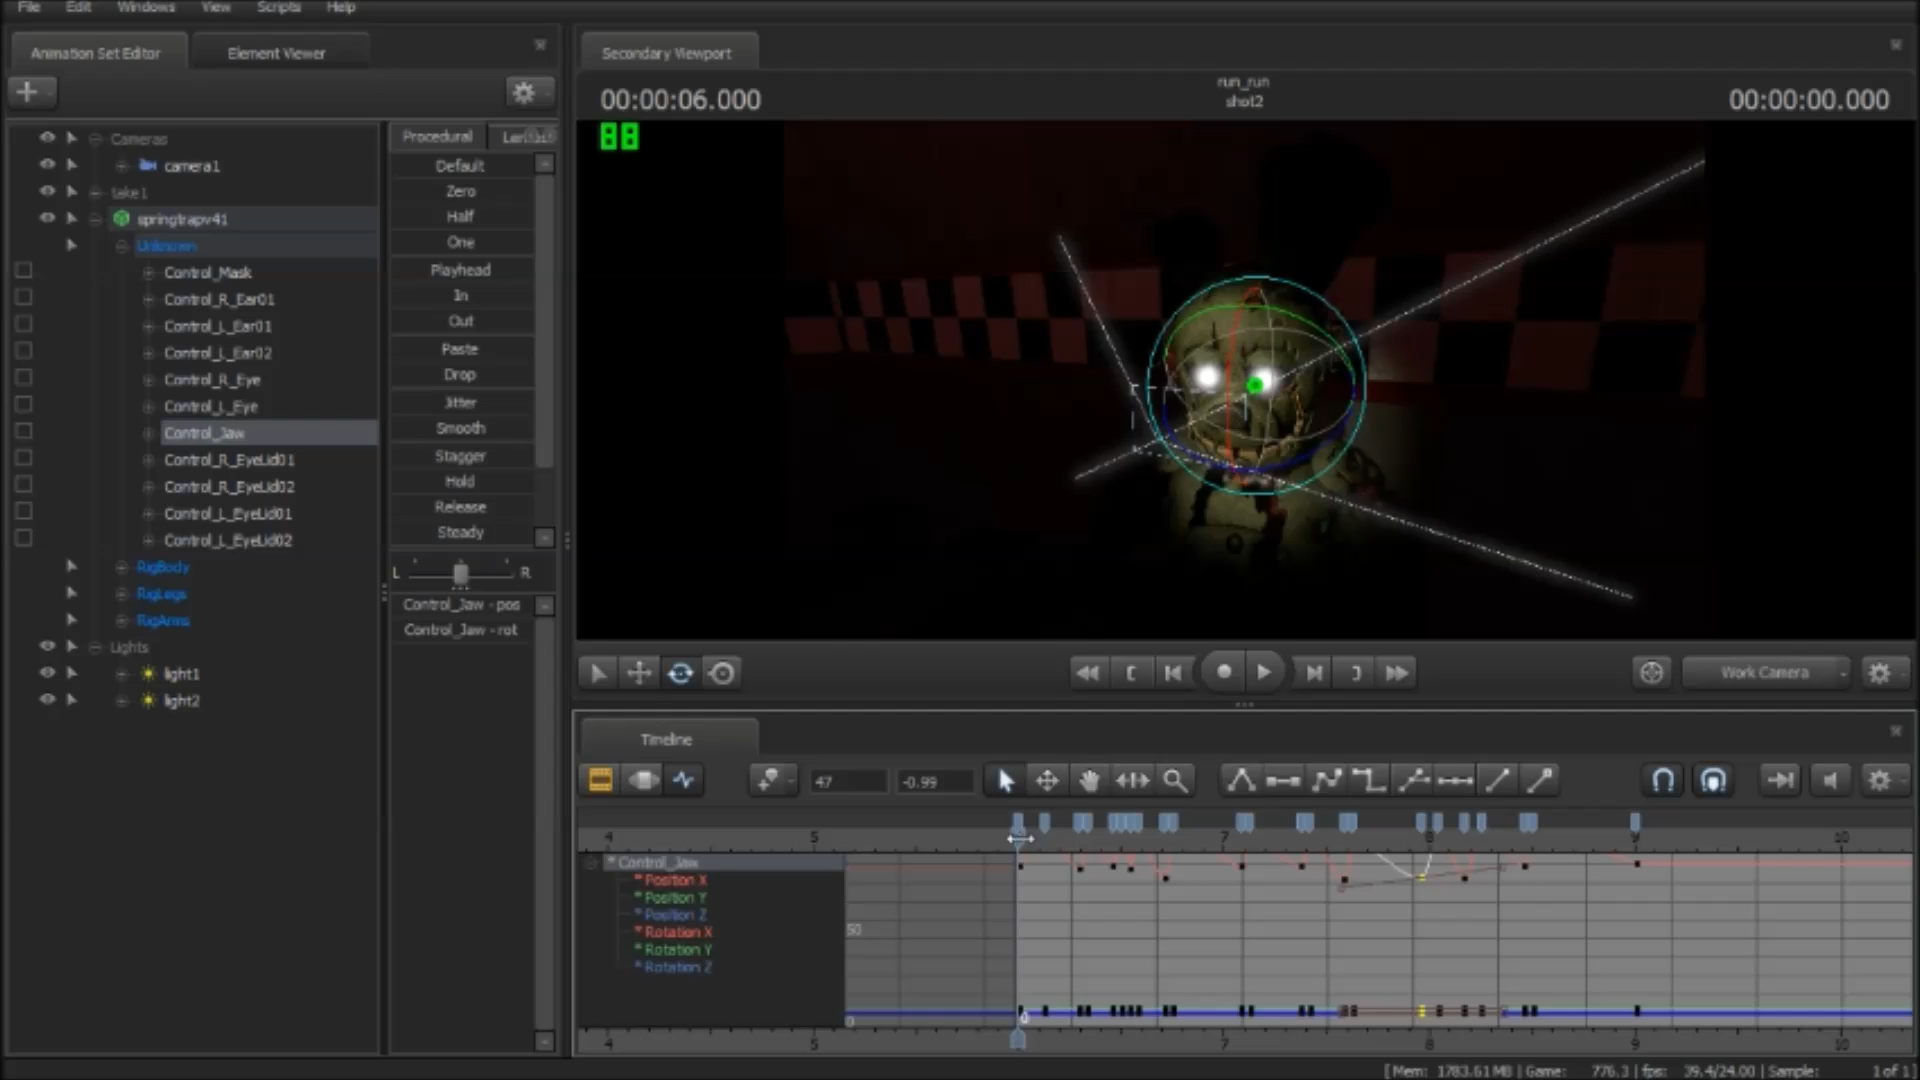 File Edit Windows View Scripts Help
Animation Set Editor
Element Viewer
Secondary Viewport
00:00:06.000
run_run
shot2
00:00:00.000
Cameras
camera1
take1
springtrapv41
Unknown
Control_Mask
Control_R_Ear01
Control_L_Ear01
Control_L_Ear02
Control_R_Eye
Control_L_Eye
Control_Jaw
Control_R_EyeLid01
Control_R_EyeLid02
Control_L_EyeLid01
Control_L_EyeLid02
RigBody
RigLegs
RigArms
Lights
light1
light2
Procedural
Default
Zero
Half
One
Playhead
In
Out
Paste
Drop
Jitter
Smooth
Stagger
Hold
Release
Steady
L R
Control_Jaw - pos
Control_Jaw - rot
Work Camera
Timeline
47 -0.99
4 5 7 8 9 10
Control_Jaw
Position X
Position Y
Position Z
Rotation X
Rotation Y
Rotation Z
50
0
0
4 5 7 8 9 10
[ Mem: 1783.61 MB | Game: 776.3 | fps: 39.4/24.00 | Sample: 1 of 1 ]